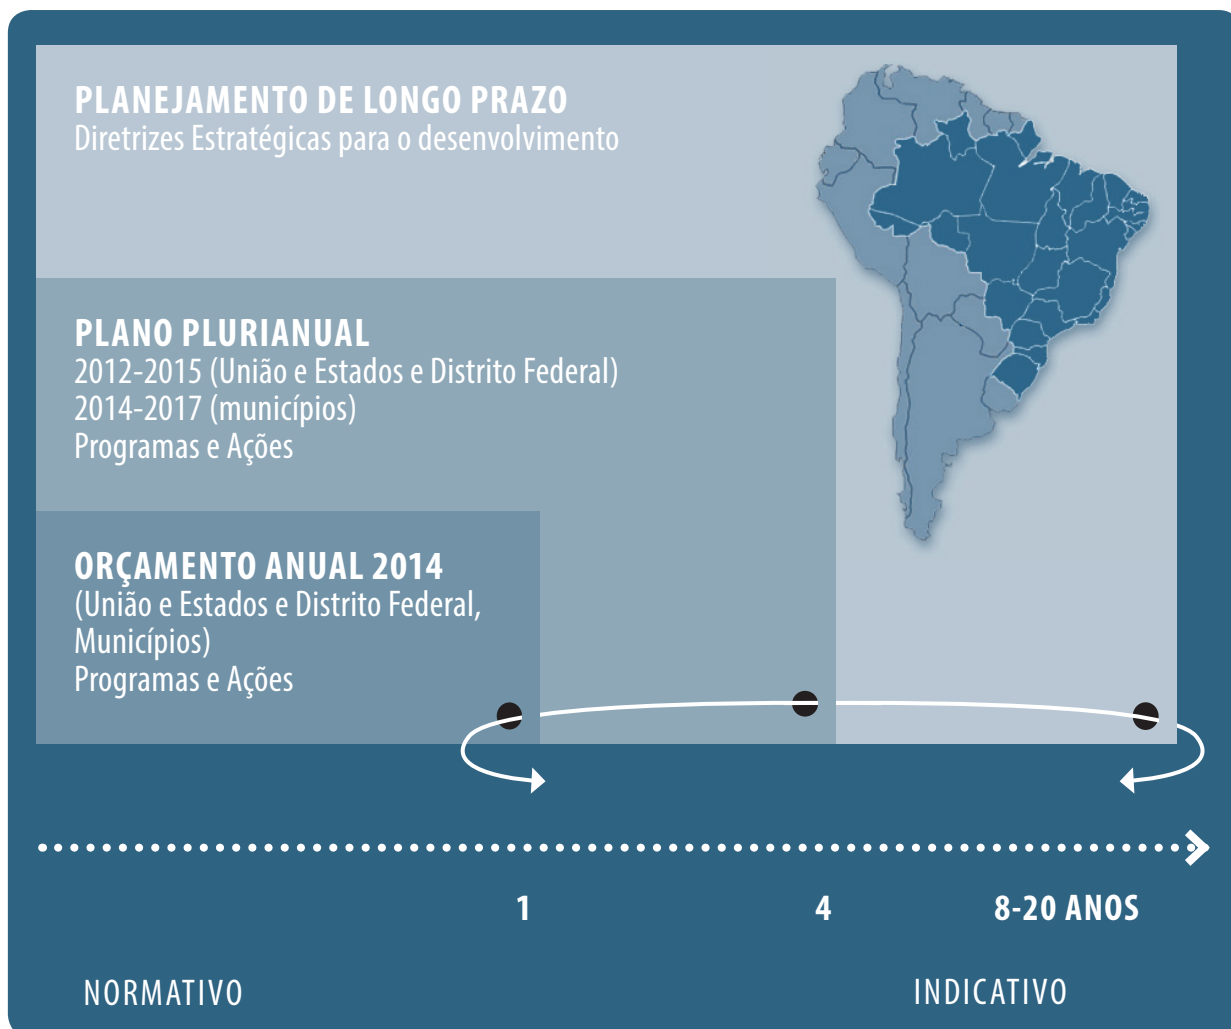 PLANEJAMENTO DE LONGO PRAZO
Diretrizes Estratégicas para o desenvolvimento
PLANO PLURIANUAL
2012-2015 (União e Estados e Distrito Federal)
2014-2017 (municípios)
Programas e Ações
ORÇAMENTO ANUAL 2014
(União e Estados e Distrito Federal,
Municípios)
Programas e Ações
1 4 8-20 ANOS
NORMATIVO INDICATIVO